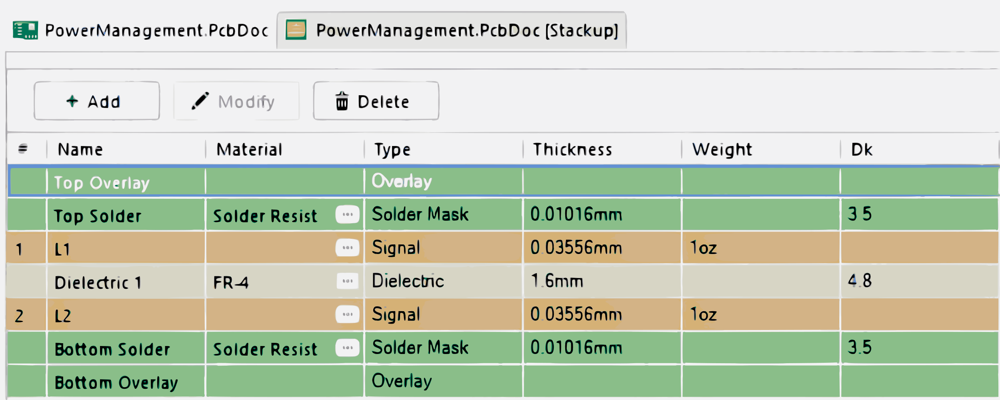 PowerManagement.PcbDoc PowerManagement.PcbDoc [Stackup]
Add Modify Delete
# Name Material Type Thickness Weight Dk
Top Overlay Overlay
Top Solder Solder Resist ... Solder Mask 0.01016mm 3.5
1 L1 ... Signal 0.03556mm 1oz
Dielectric 1 FR-4 ... Dielectric 1.6mm 4.8
2 L2 ... Signal 0.03556mm 1oz
Bottom Solder Solder Resist ... Solder Mask 0.01016mm 3.5
Bottom Overlay Overlay